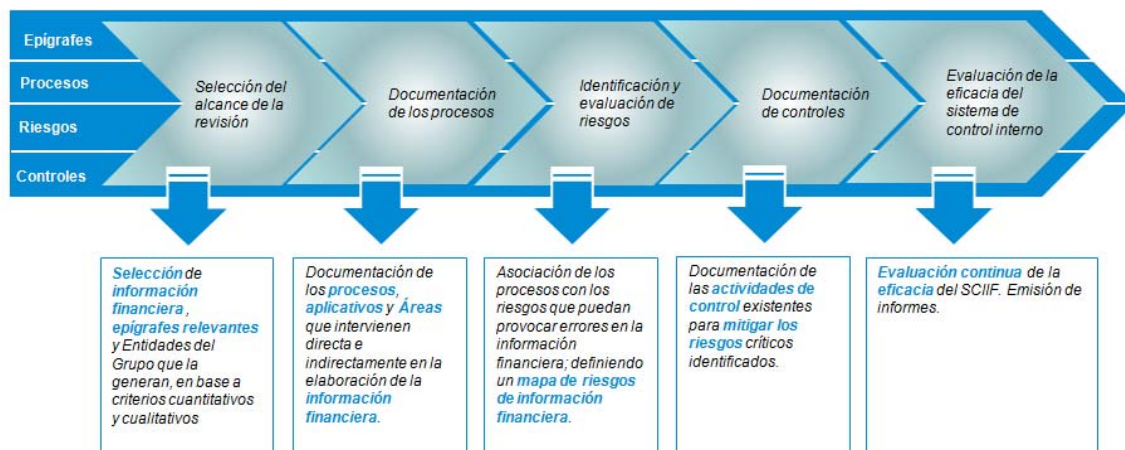 Epígrafes
Procesos
Riesgos
Controles
Selección del
alcance de la
revisión
Documentación
de los procesos
Identificación y
evaluación de
riesgos
Documentación
de controles
Evaluación de la
eficacia del
sistema de
control interno
Selección de
información
financiera ,
epígrafes relevantes
y Entidades del
Grupo que la
generan, en base a
criterios cuantitativos
y cualitativos
Documentación de
los procesos,
aplicativos y Áreas
que intervienen
directa e
indirectamente en la
elaboración de la
información
financiera.
Asociación de los
procesos con los
riesgos que puedan
provocar errores en la
información
financiera; definiendo
un mapa de riesgos
de información
financiera.
Documentación de
las actividades de
control existentes
para mitigar los
riesgos críticos
identificados.
Evaluación continua de la
eficacia del SCIIF. Emisión de
informes.